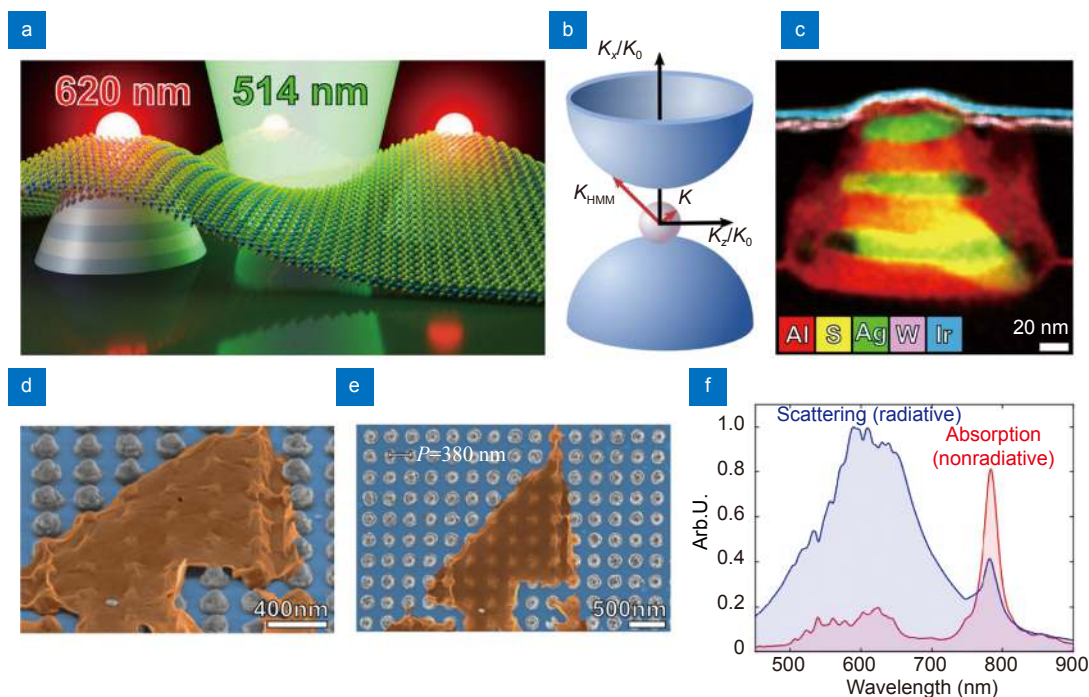 a
620 nm
514 nm
b
Kx/K0
KHMM
K
Kz/K0
c
Al S Ag W Ir
20 nm
d
400nm
e
P=380 nm
500nm
f
Scattering (radiative)
Absorption
(nonradiative)
Arb.U.
1.0
0.8
0.6
0.4
0.2
0
500 600 700 800 900
Wavelength (nm)